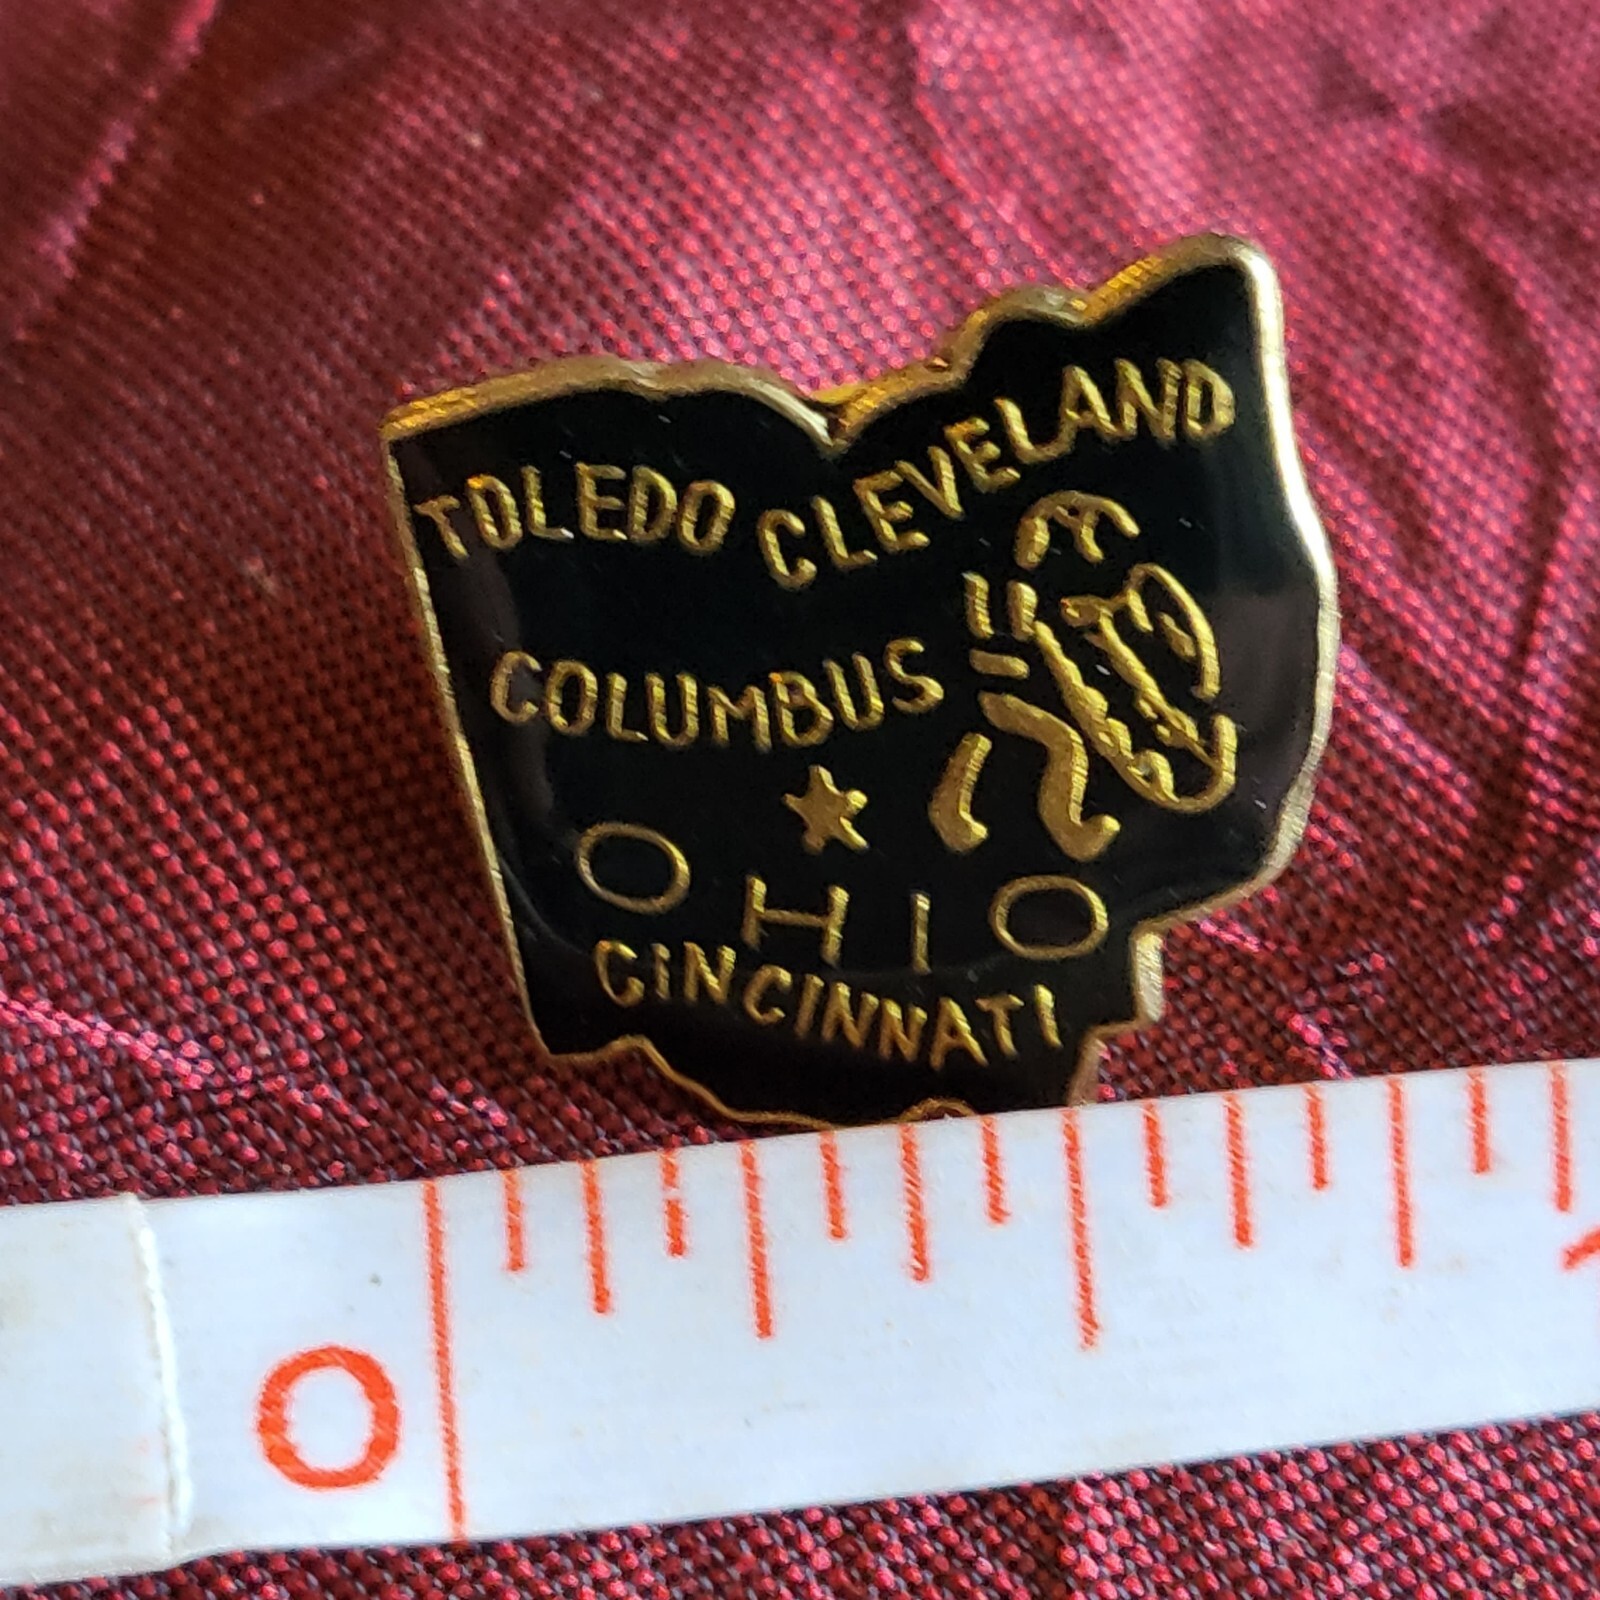 TOLEDO CLEVELAND
COLUMBUS
OHIO
CINCINNATI
0